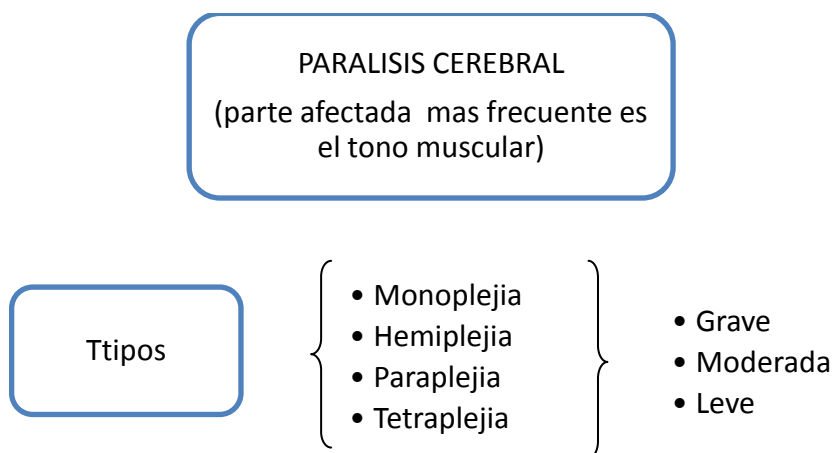 PARALISIS CEREBRAL
(parte afectada mas frecuente es
el tono muscular)
Ttipos
• Monoplejia
• Hemiplejia
• Paraplejia
• Tetraplejia
• Grave
• Moderada
• Leve